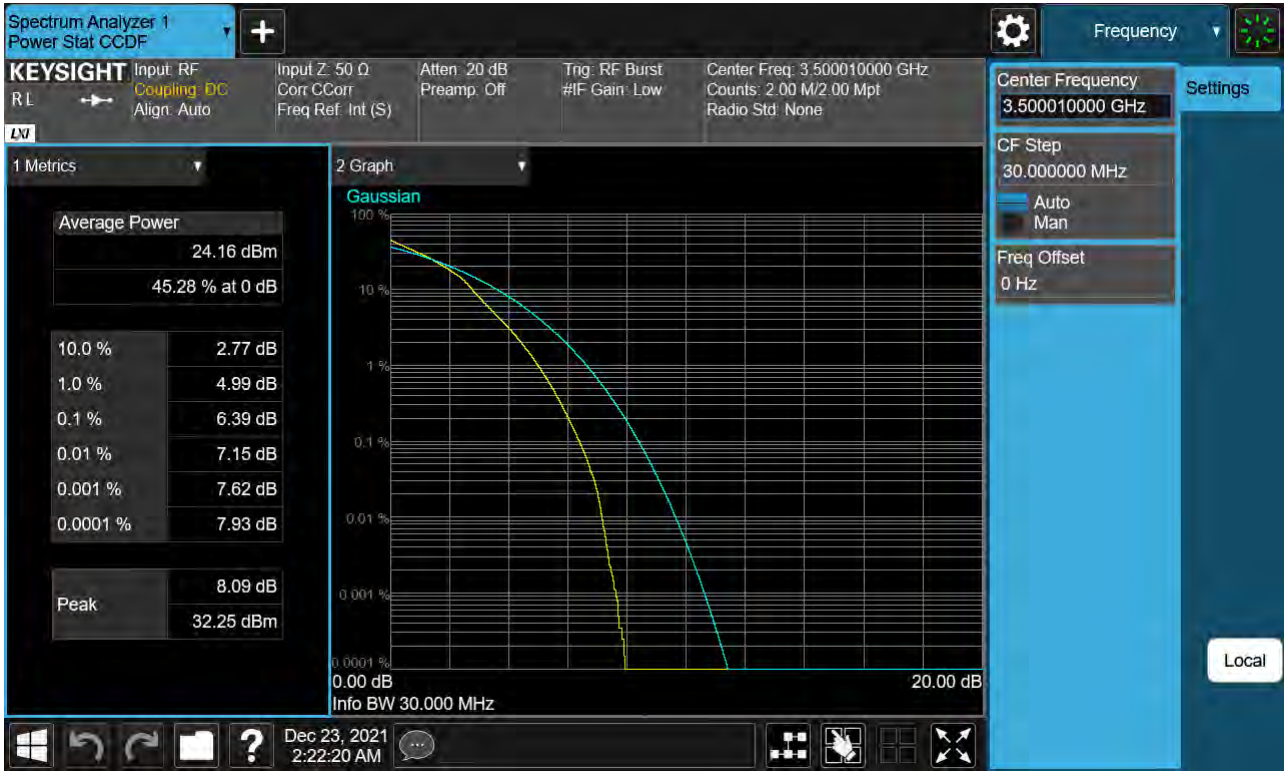 Spectrum Analyzer 1
Power Stat CCDF
+
Frequency
KEYSIGHT
R L
LXI
Input: RF
Coupling: DC
Align: Auto
Input Z: 50 Ω
Corr CCorr
Freq Ref: Int (S)
Atten: 20 dB
Preamp: Off
Trig: RF Burst
#IF Gain: Low
Center Freq: 3.500010000 GHz
Counts: 2.00 M/2.00 Mpt
Radio Std: None
Center Frequency
3.500010000 GHz
Settings
CF Step
30.000000 MHz
Auto
Man
Freq Offset
0 Hz
1 Metrics
Average Power
24.16 dBm
45.28 % at 0 dB
10.0 % 2.77 dB
1.0 % 4.99 dB
0.1 % 6.39 dB
0.01 % 7.15 dB
0.001 % 7.62 dB
0.0001 % 7.93 dB
Peak
8.09 dB
32.25 dBm
2 Graph
Gaussian
100 %
10 %
1 %
0.1 %
0.01 %
0.001 %
0.0001 %
0.00 dB 20.00 dB
Info BW 30.000 MHz
Local
?
Dec 23, 2021
2:22:20 AM